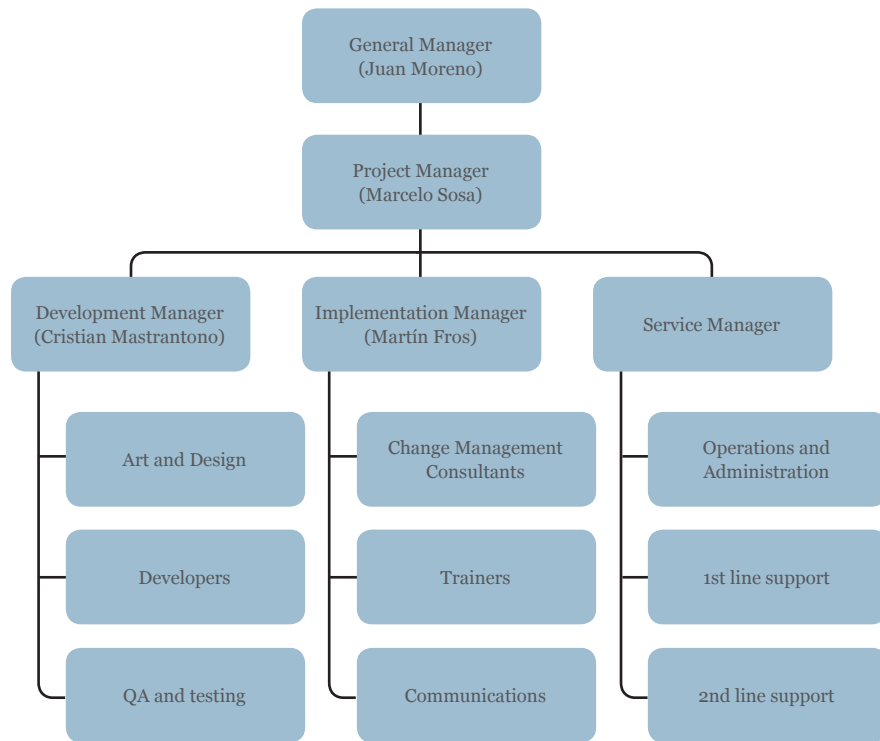 General Manager
(Juan Moreno)
Project Manager
(Marcelo Sosa)
Development Manager
(Cristian Mastrantono)
Implementation Manager
(Martín Fros)
Service Manager
Art and Design
Change Management
Consultants
Operations and
Administration
Developers
Trainers
1st line support
QA and testing
Communications
2nd line support